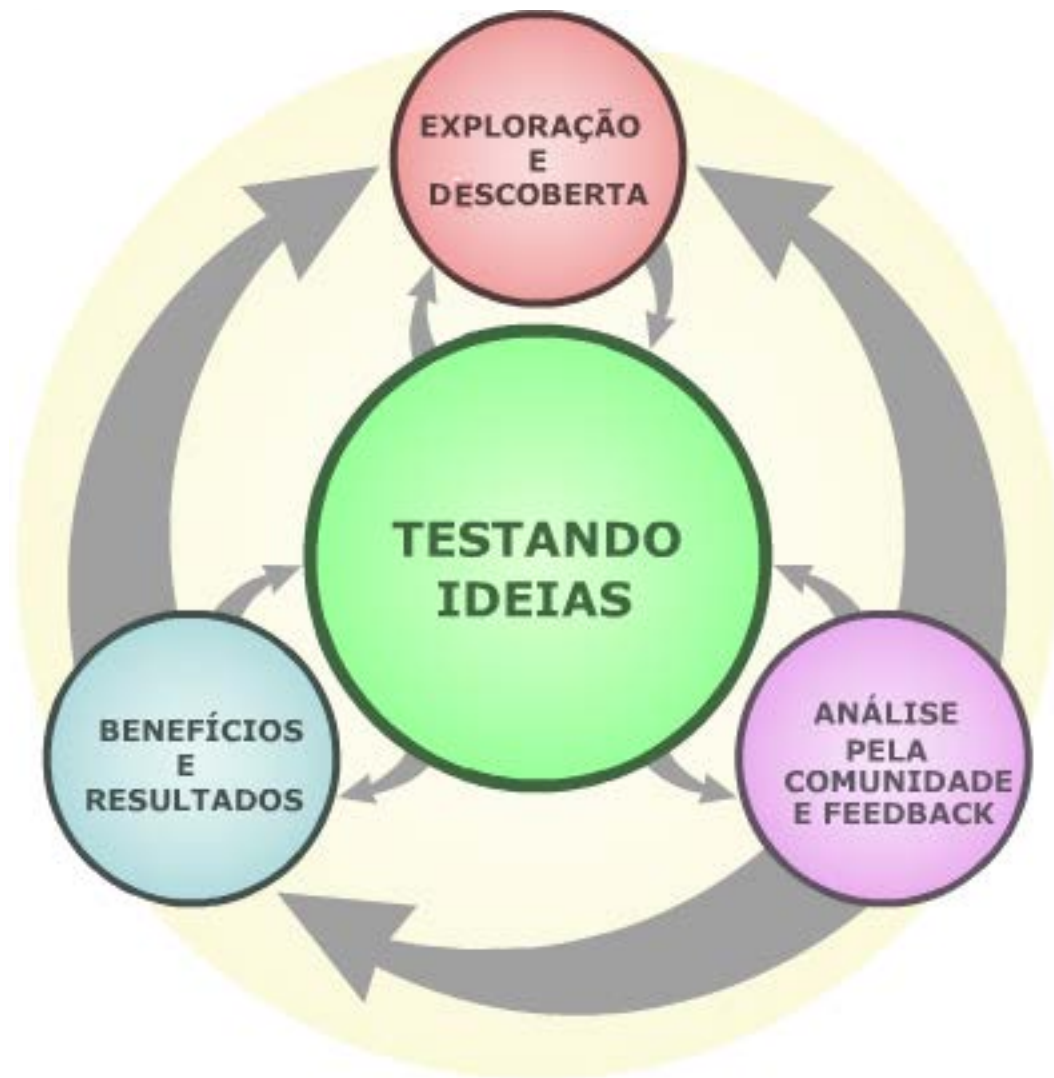 EXPLORAÇÃO
E
DESCOBERTA
TESTANDO
IDEIAS
BENEFÍCIOS
E
RESULTADOS
ANÁLISE
PELA
COMUNIDADE
E FEEDBACK